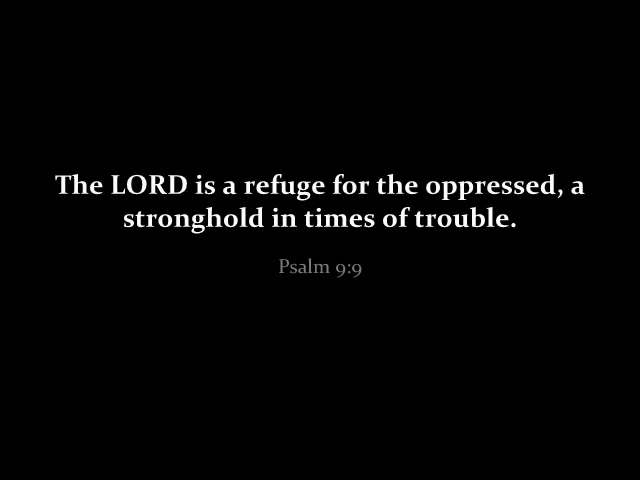 The LORD is a refuge for the oppressed, a
stronghold in times of trouble.
Psalm 9:9